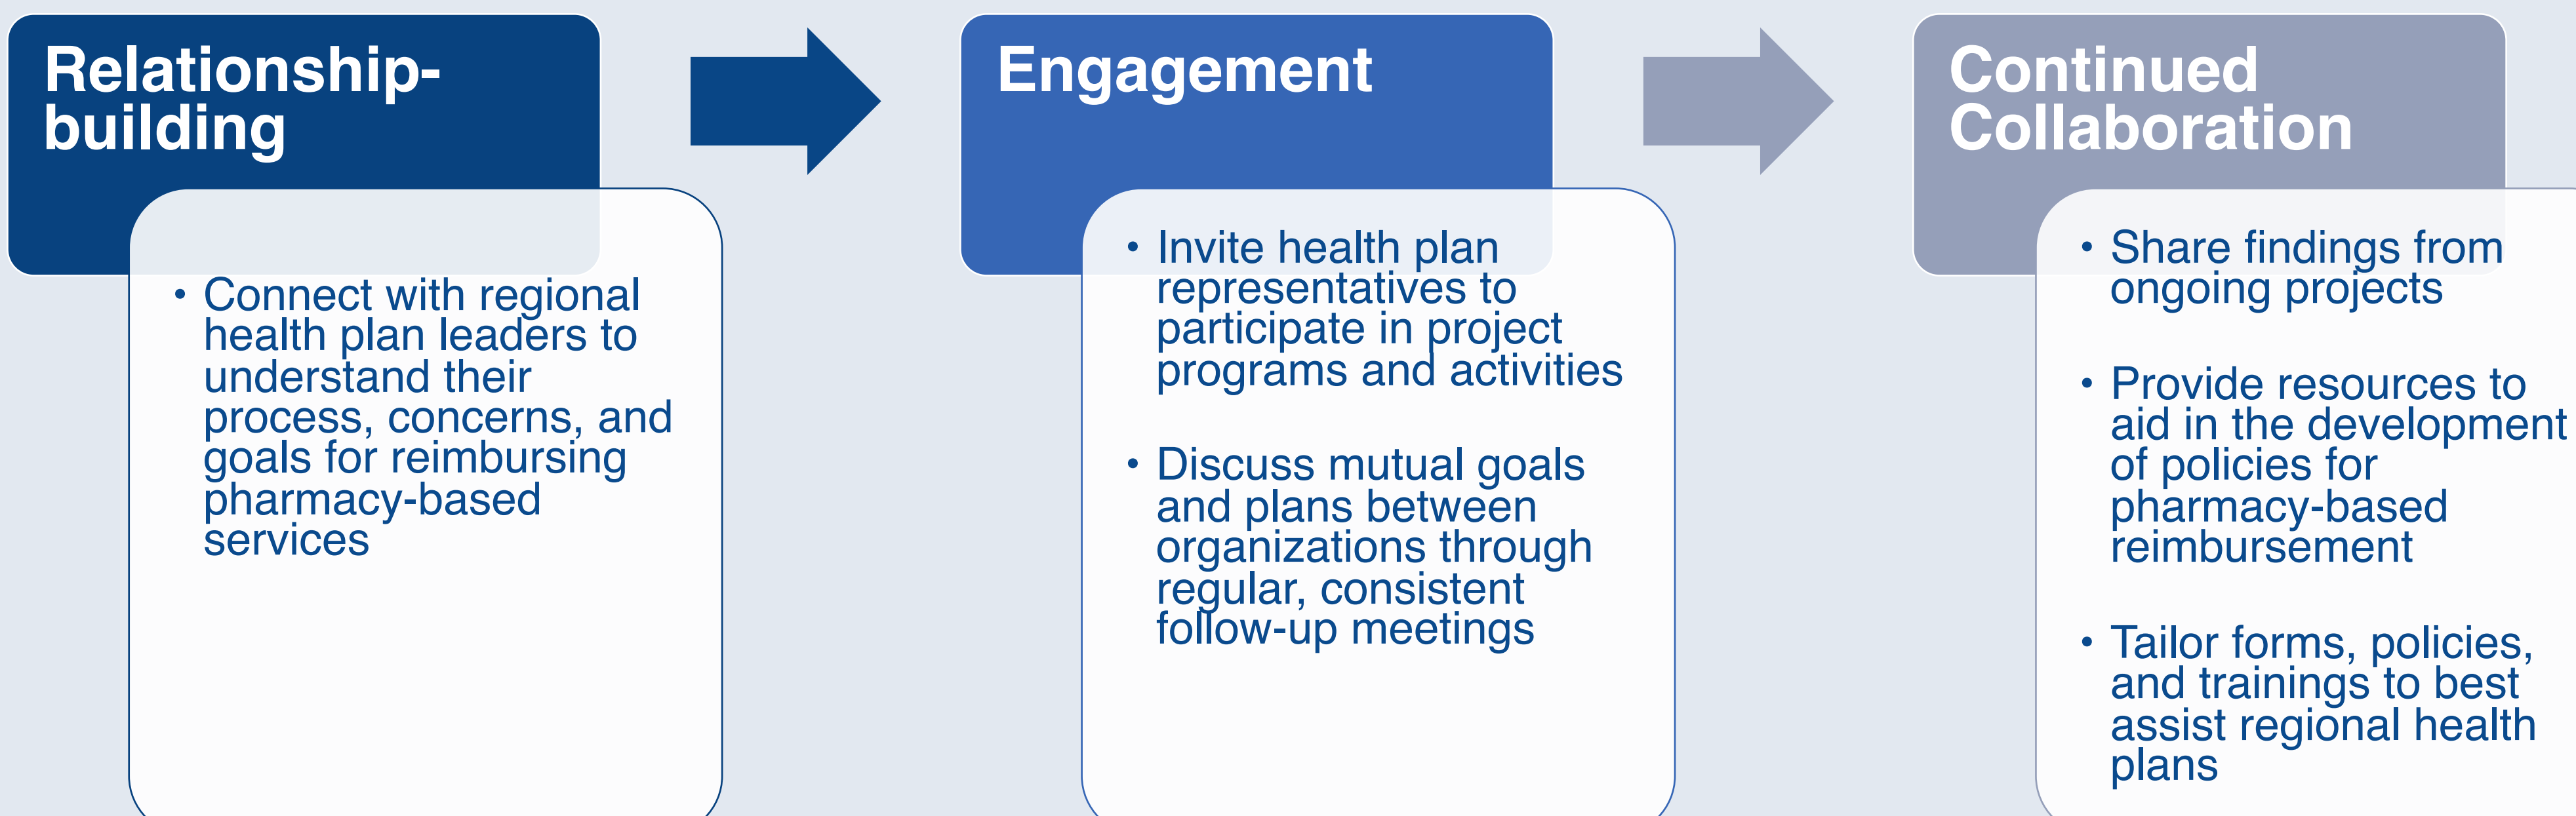 Relationship-
building
• Connect with regional
health plan leaders to
understand their
process, concerns, and
goals for reimbursing
pharmacy-based
services
Engagement
• Invite health plan
representatives to
participate in project
programs and activities
• Discuss mutual goals
and plans between
organizations through
regular, consistent
follow-up meetings
Continued
Collaboration
• Share findings from
ongoing projects
• Provide resources to
aid in the development
of policies for
pharmacy-based
reimbursement
• Tailor forms, policies,
and trainings to best
assist regional health
plans